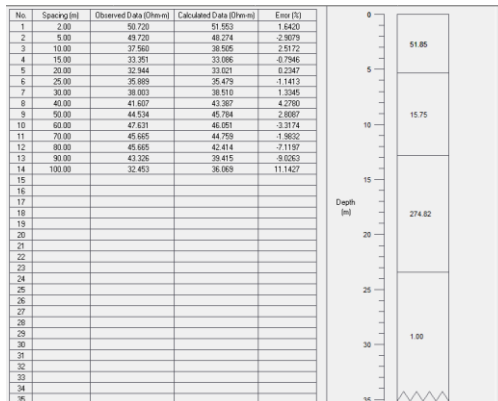 No. Spacing (m) Observed Data (Ohm-m) Calculated Data (Ohm-m) Error (%)
1 2.00 50.720 51.553 1.6420
2 5.00 49.720 48.274 -2.9079
3 10.00 37.560 38.505 2.5172
4 15.00 33.351 33.086 -0.7946
5 20.00 32.944 33.021 0.2347
6 25.00 35.889 35.479 -1.1413
7 30.00 38.003 38.510 1.3345
8 40.00 41.607 43.387 4.2780
9 50.00 44.534 45.784 2.8087
10 60.00 47.631 46.051 -3.3174
11 70.00 45.665 44.759 -1.9832
12 80.00 45.665 42.414 -7.1197
13 90.00 43.326 39.415 -9.0263
14 100.00 32.453 36.069 11.1427
15
16
17
18
19
20
21
22
23
24
25
26
27
28
29
30
31
32
33
34
35
Depth
(m)
0
5
10
15
20
25
30
35
51.85
15.75
274.82
1.00